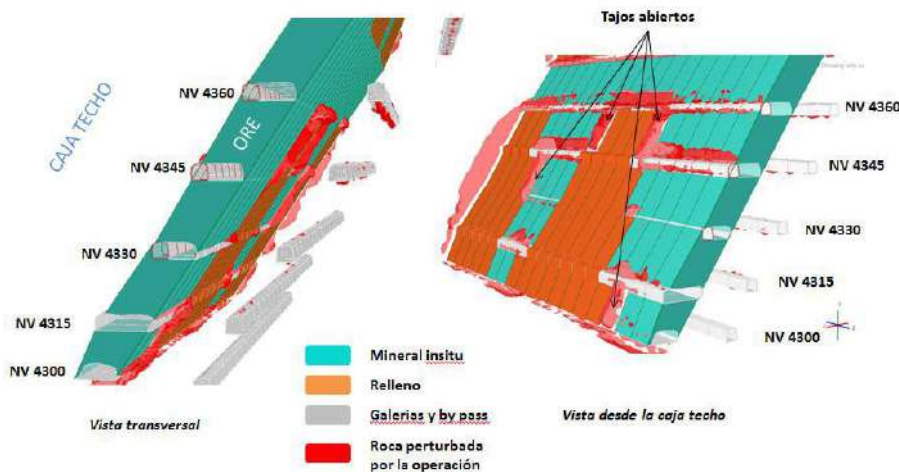 CAJA TECHO
ORE
NV 4360
NV 4345
NV 4330
NV 4315
NV 4300
Vista transversal
Mineral insitu
Relleno
Galerias y by pass
Roca perturbada
por la operación
Tajos abiertos
NV 4360
NV 4345
NV 4330
NV 4315
NV 4300
Vista desde la caja techo